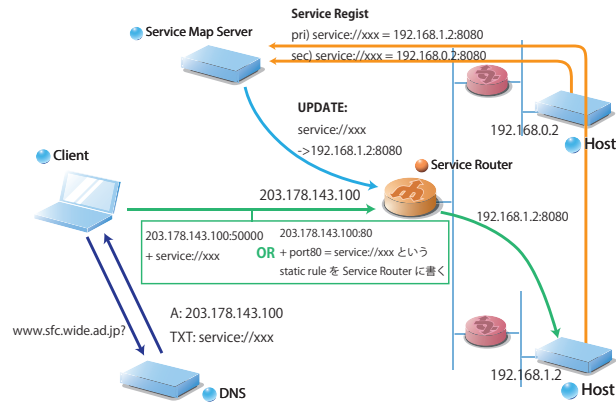 Service Regist
Service Map Server
pri) service://xxx = 192.168.1.2:8080
sec) service://xxx = 192.168.0.2:8080
UPDATE:
service://xxx
->192.168.1.2:8080
192.168.0.2
Host
Client
Service Router
203.178.143.100
192.168.1.2:8080
203.178.143.100:50000
+ service://xxx
OR
203.178.143.100:80
+ port80 = service://xxx という
static rule を Service Router に書く
A: 203.178.143.100
TXT: service://xxx
www.sfc.wide.ad.jp?
192.168.1.2
Host
DNS